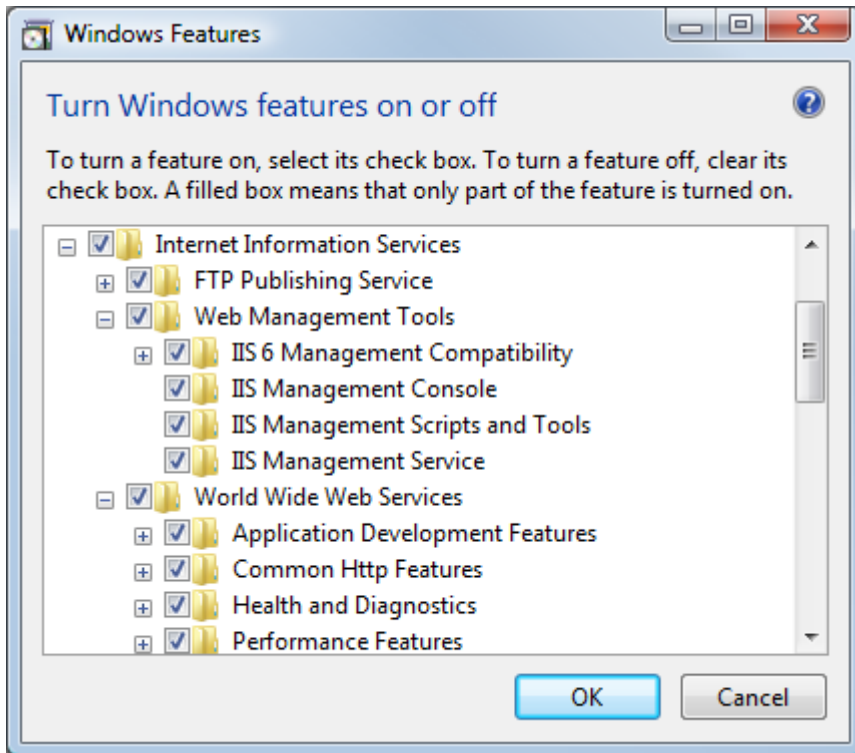 Windows Features
Turn Windows features on or off
To turn a feature on, select its check box. To turn a feature off, clear its
check box. A filled box means that only part of the feature is turned on.
Internet Information Services
FTP Publishing Service
Web Management Tools
IIS 6 Management Compatibility
IIS Management Console
IIS Management Scripts and Tools
IIS Management Service
World Wide Web Services
Application Development Features
Common Http Features
Health and Diagnostics
Performance Features
OK Cancel